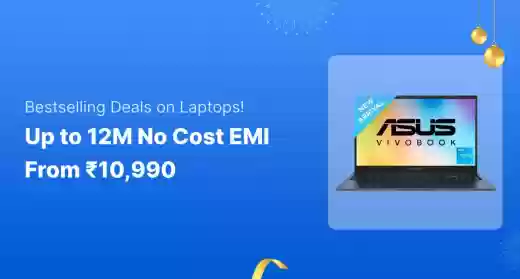 Bestselling Deals on Laptops!
Up to 12M No Cost EMI
From ₹10,990
NEW
ARRIVAL
ASUS
VIVOBOOK